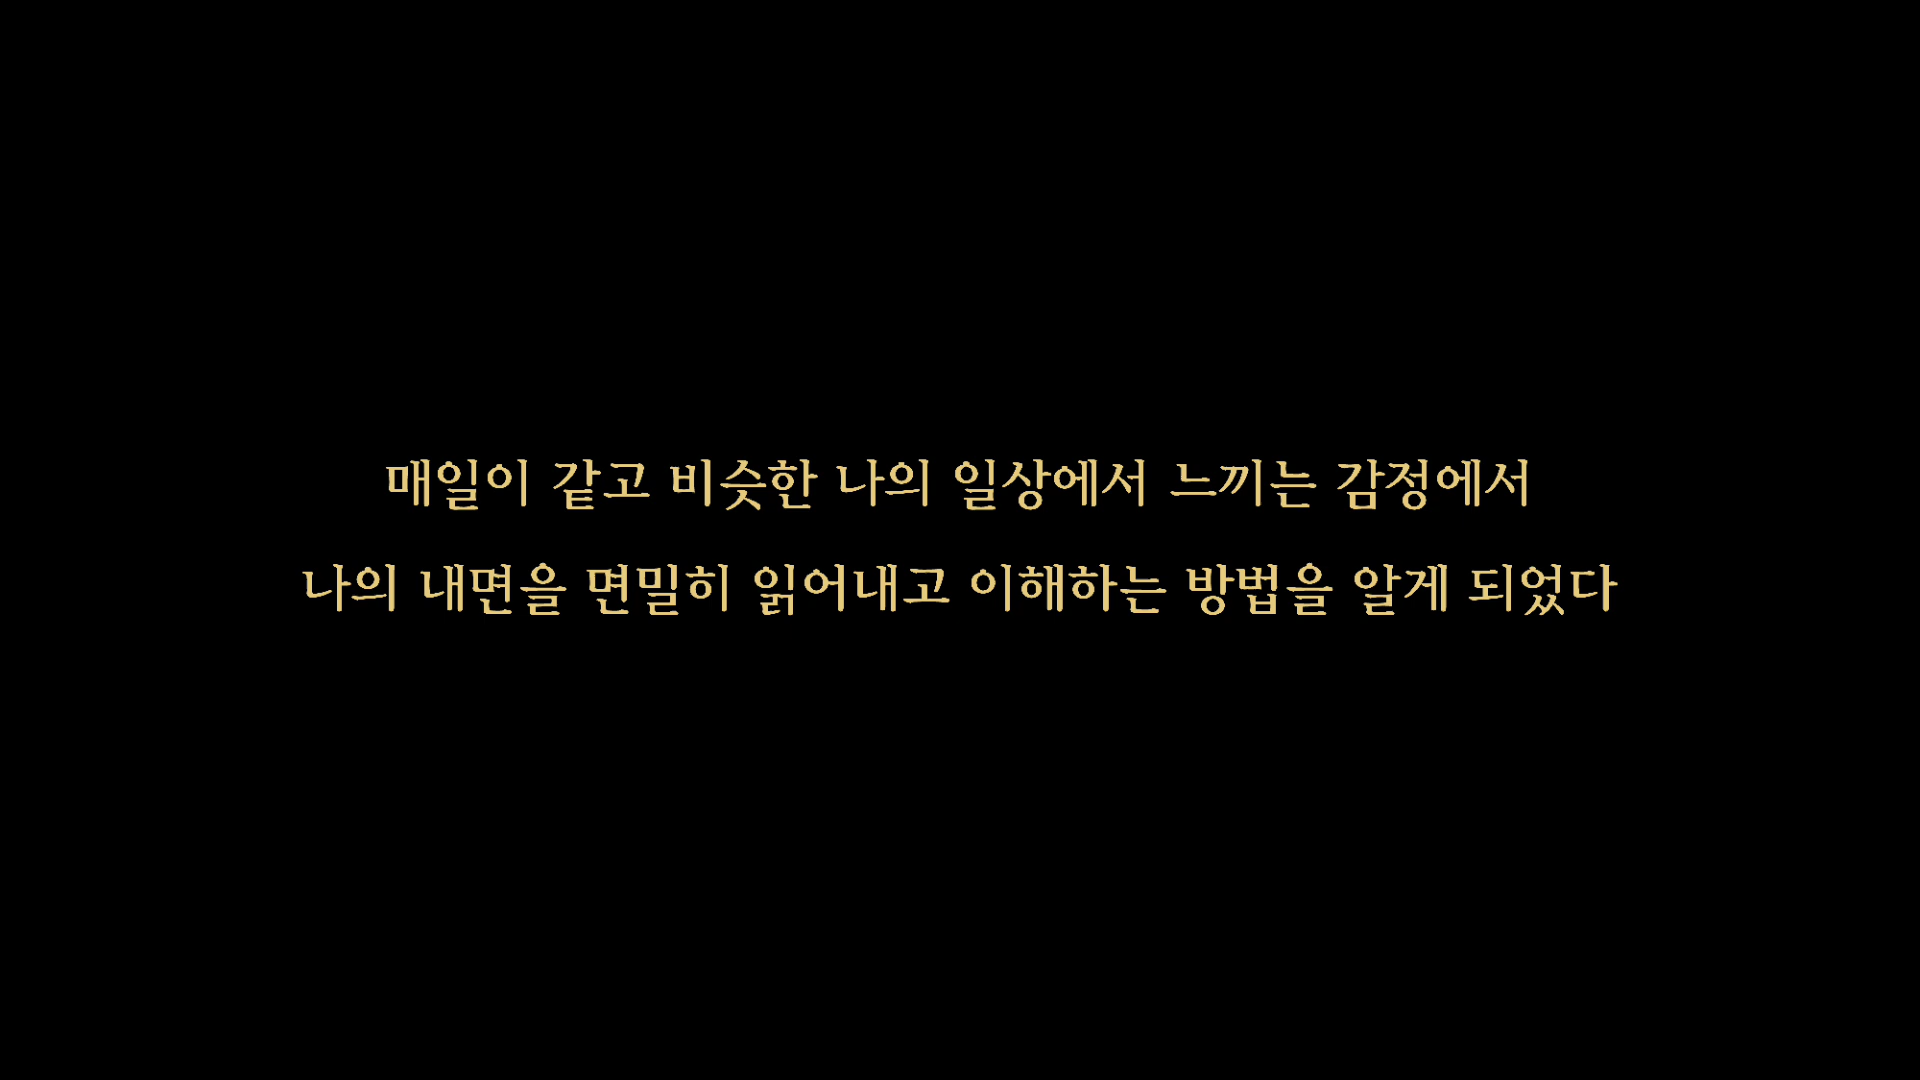 매일이 같고 비슷한 나의 일상에서 느끼는 감정에서
나의 내면을 면밀히 읽어내고 이해하는 방법을 알게 되었다